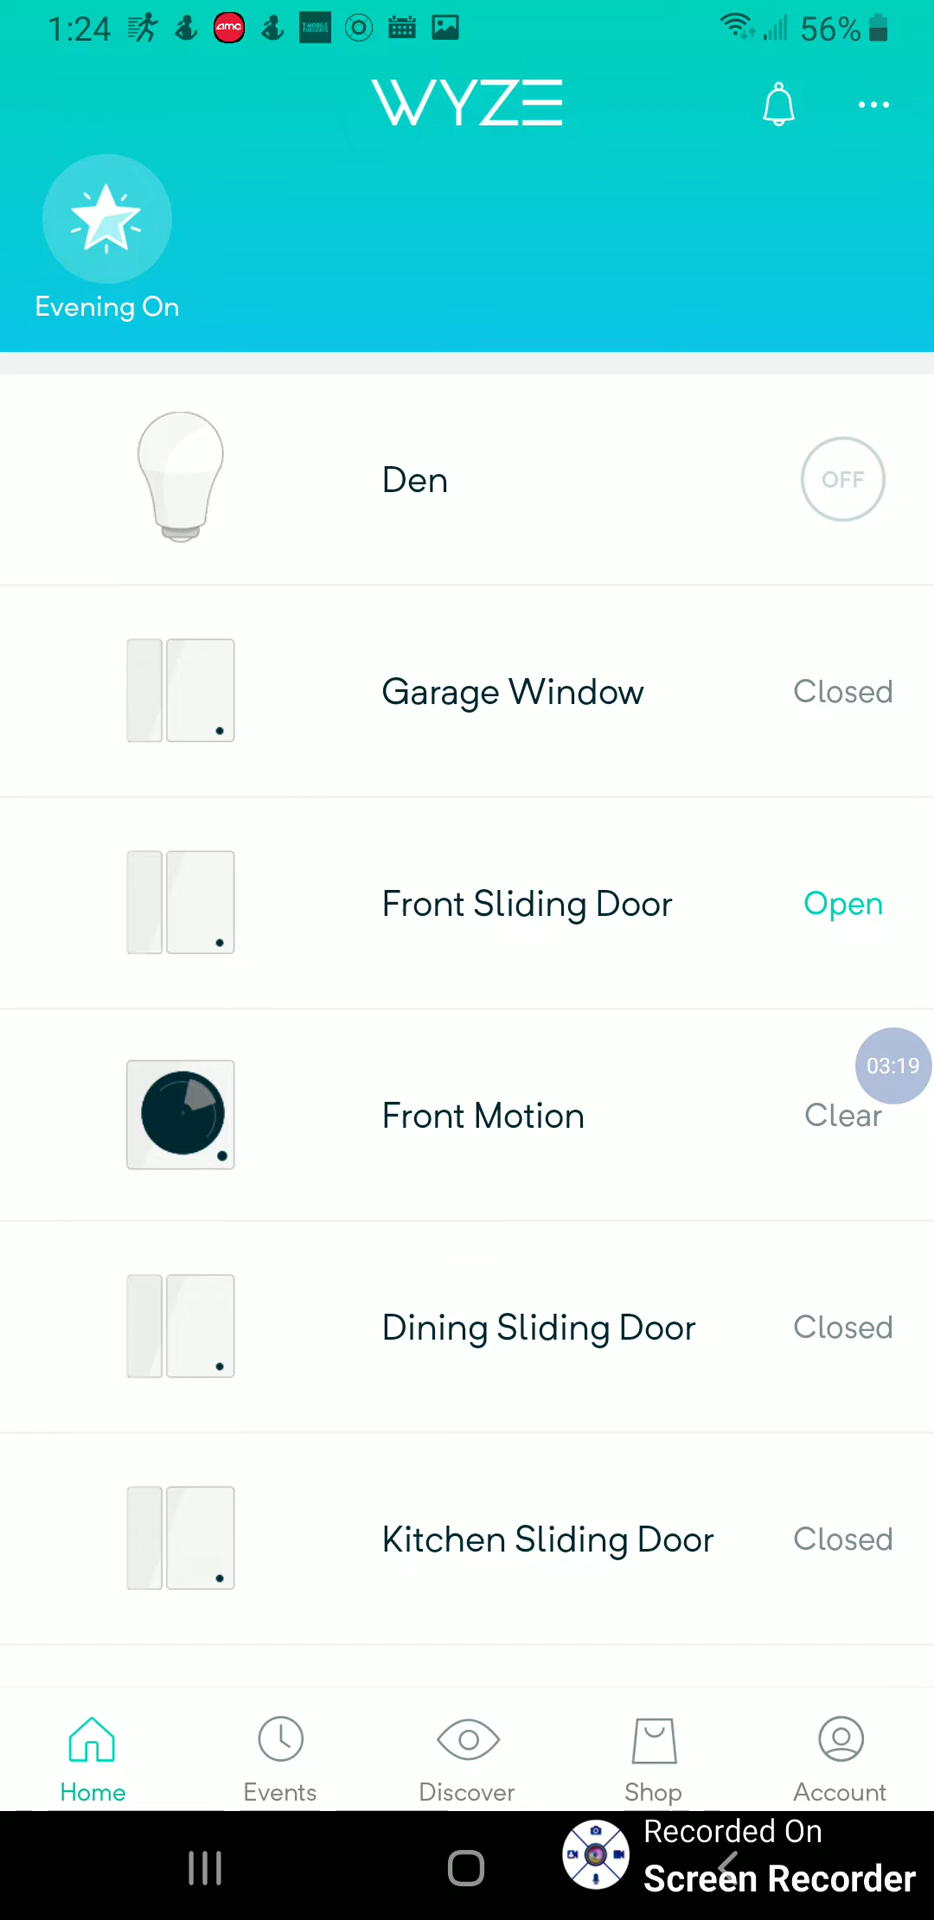 1:24
amc
56%
WYZE
Evening On
Den
OFF
Garage Window
Closed
Front Sliding Door
Open
03:19
Front Motion
Clear
Dining Sliding Door
Closed
Kitchen Sliding Door
Closed
Home
Events
Discover
Shop
Account
Recorded On
Screen Recorder